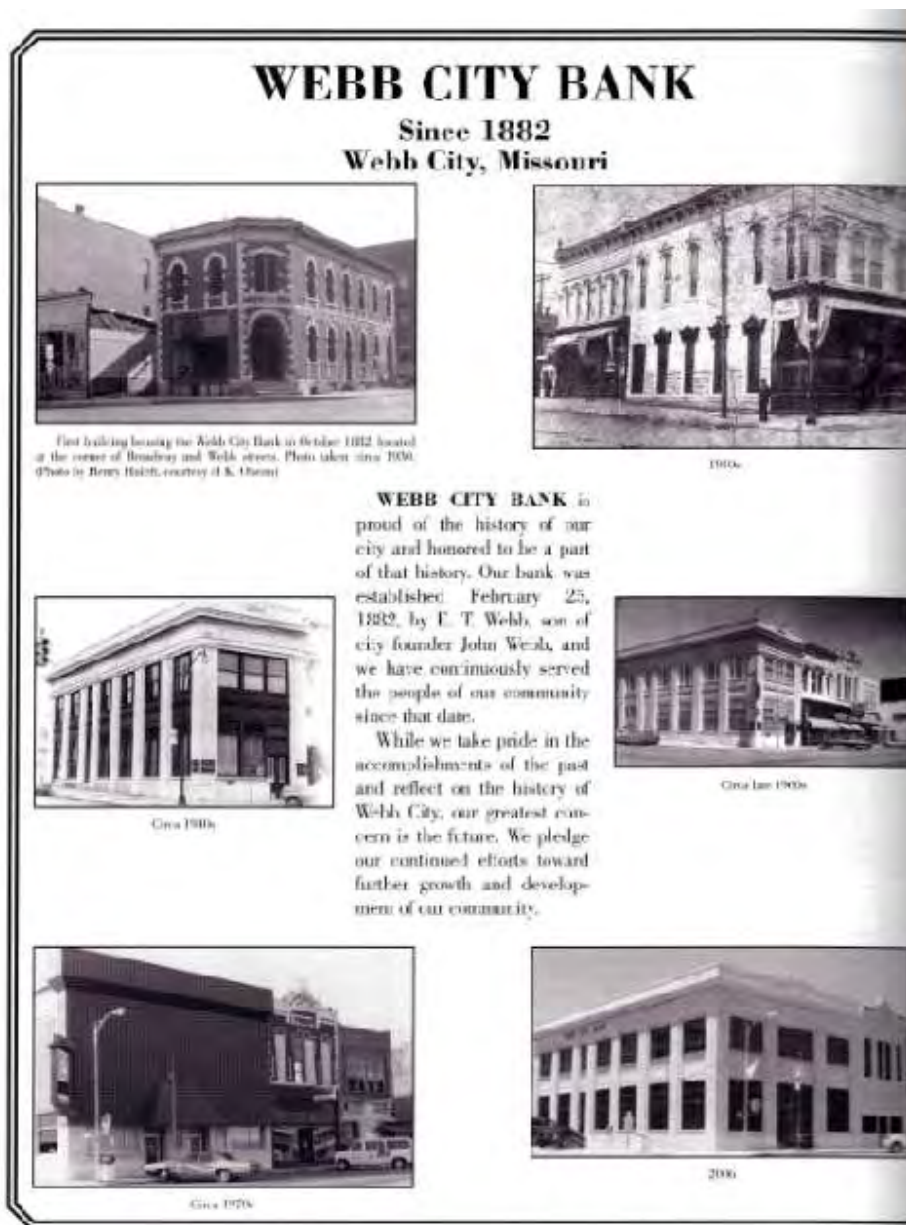 WEBB CITY BANK
Since 1882
Webb City, Missouri
First building housing the Webb City Bank in October 1882 located
at the corner of Broadway and Webb streets. Photo taken circa 1930.
(Photo by Henry courtesy of K.
WEBB CITY BANK is
proud of the history of our
city and honored to be a part
of that history. Our bank was
established February 25,
1882, by E. T. Webb, son of
city founder John Webb, and
we have continuously served
the people of our community
since that date.
While we take pride in the
accomplishments of the past
and reflect on the history of
Webb City, our greatest con-
cern is the future. We pledge
our continued efforts toward
further growth and develop-
ment of our community.
Circa
Circa late 1960s
Circa 1970s
2006